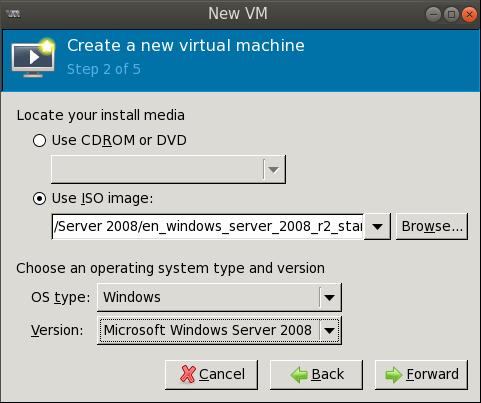 New VM
Create a new virtual machine
Step 2 of 5
Locate your install media
Use CDROM or DVD
Use ISO image:
/Server 2008/en_windows_server_2008_r2_star
Browse...
Choose an operating system type and version
OS type: Windows
Version: Microsoft Windows Server 2008
Cancel Back Forward